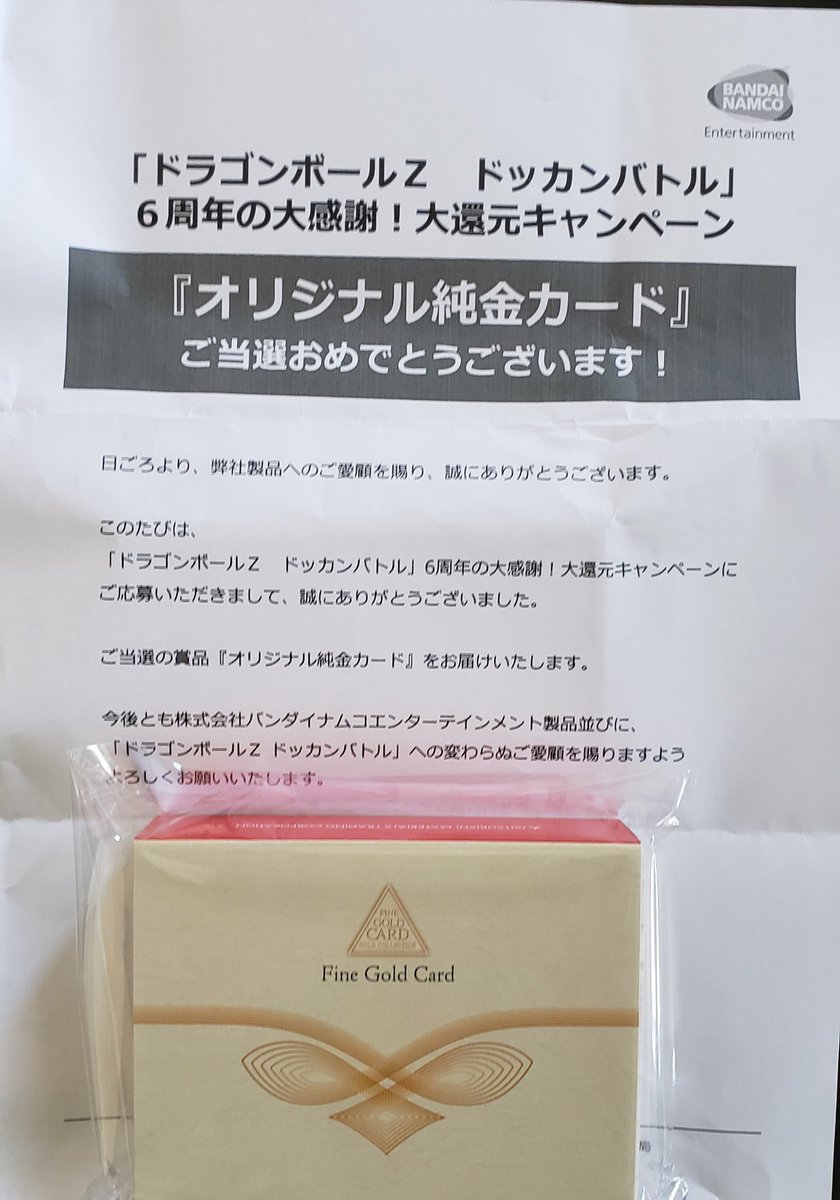 BANDAI
NAMCO
Entertainment
「ドラゴンボールZ　ドッカンバトル」
6周年の大感謝！大還元キャンペーン
『オリジナル純金カード』
ご当選おめでとうございます！
日ごろより、弊社製品へのご愛顧を賜り、誠にありがとうございます。
このたびは、
「ドラゴンボールZ　ドッカンバトル」6周年の大感謝！大還元キャンペーンに
ご応募いただきまして、誠にありがとうございました。
ご当選の賞品『オリジナル純金カード』をお届けいたします。
今後とも株式会社バンダイナムコエンターテインメント製品並びに、
「ドラゴンボールZ ドッカンバトル」への変わらぬご愛顧を賜りますよう
よろしくお願いいたします。
MITSUBISHI MATERIALS TRADING CORPORATION
FINE
GOLD
CARD
GOLD COLLECTION
Fine Gold Card
局